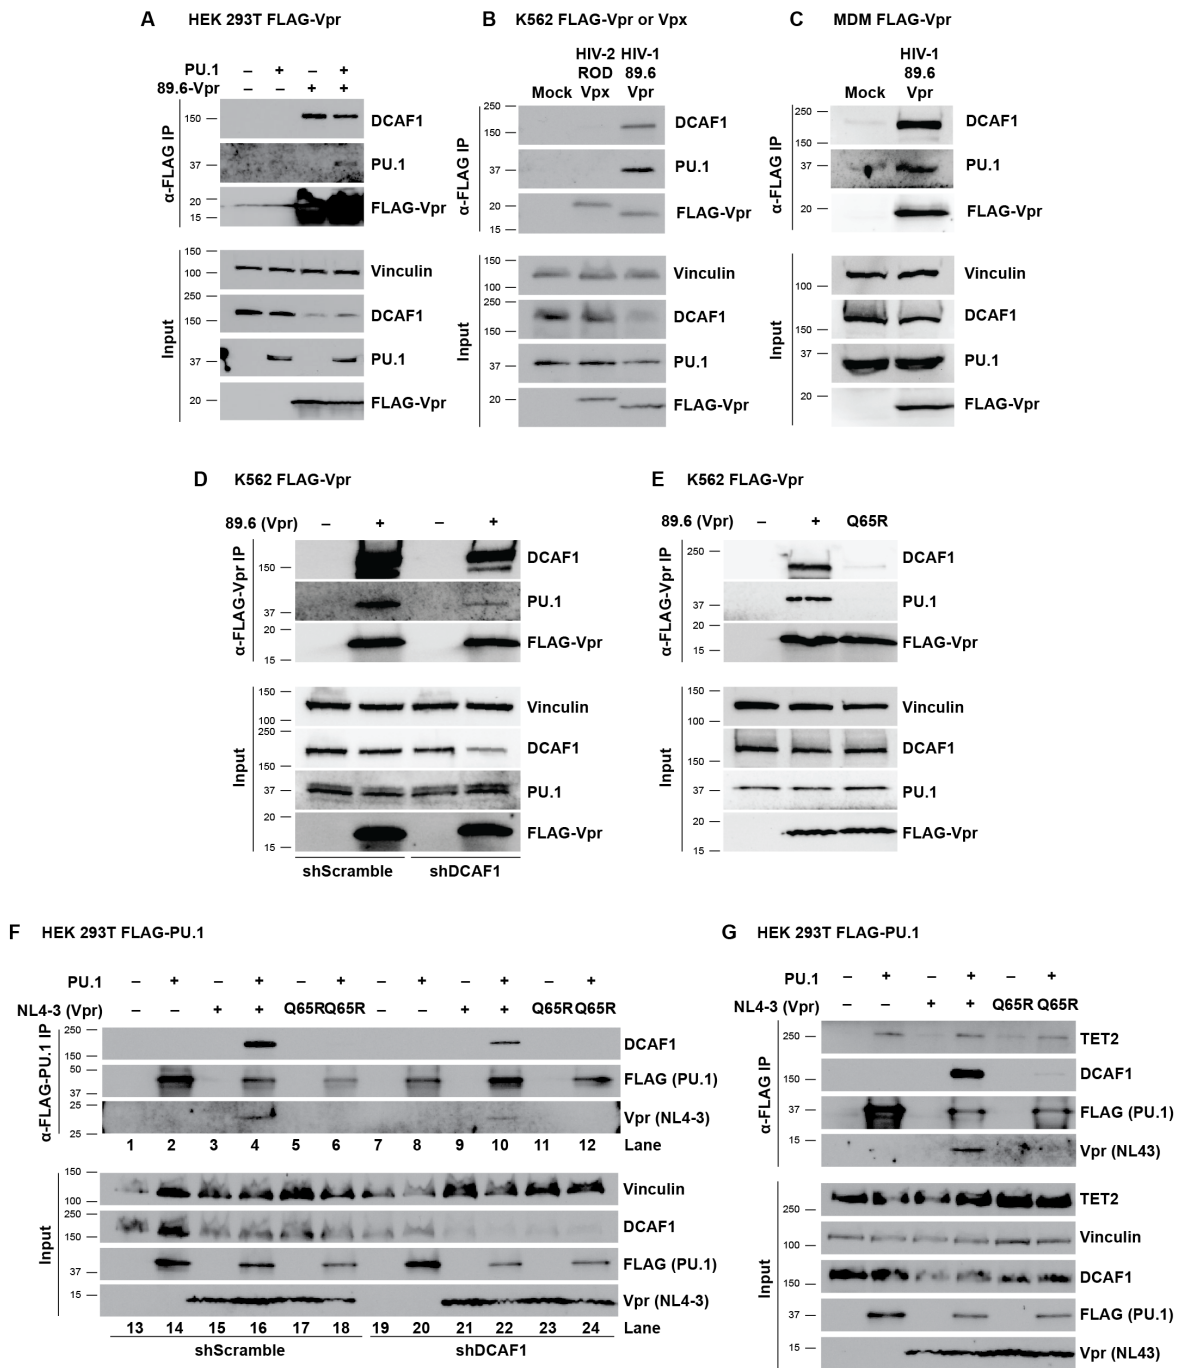 A HEK 293T FLAG-Vpr
PU.1 – + – +
89.6-Vpr – – + +
α-FLAG IP
150 DCAF1
37 PU.1
20
15 FLAG-Vpr
Input
150
100 Vinculin
250
150 DCAF1
37 PU.1
20 FLAG-Vpr
B K562 FLAG-Vpr or Vpx
HIV-2 HIV-1
ROD 89.6
Mock Vpx Vpr
α-FLAG IP
250
150 DCAF1
37 PU.1
20
15 FLAG-Vpr
Input
150
100 Vinculin
250
150 DCAF1
37 PU.1
20 FLAG-Vpr
C MDM FLAG-Vpr
HIV-1
89.6
Mock Vpr
α-FLAG IP
250
150 DCAF1
37 PU.1
20 FLAG-Vpr
Input
100 Vinculin
150 DCAF1
37 PU.1
20 FLAG-Vpr
D K562 FLAG-Vpr
89.6 (Vpr) – + – +
α-FLAG-Vpr IP
150 DCAF1
37 PU.1
20
15 FLAG-Vpr
Input
150
100 Vinculin
250
150 DCAF1
37 PU.1
20
15 FLAG-Vpr
shScramble shDCAF1
E K562 FLAG-Vpr
89.6 (Vpr) – + Q65R
α-FLAG-Vpr IP
250 DCAF1
37 PU.1
20
15 FLAG-Vpr
Input
150
100 Vinculin
150 DCAF1
37 PU.1
20
15 FLAG-Vpr
F HEK 293T FLAG-PU.1
PU.1 – + – + – + – + – + – +
NL4-3 (Vpr) – – + + Q65R Q65R – – + + Q65R Q65R
α-FLAG-PU.1 IP
250
150 DCAF1
50
37 FLAG (PU.1)
25
25 Vpr (NL4-3)
1 2 3 4 5 6 7 8 9 10 11 12 Lane
Input
150
100 Vinculin
250
150 DCAF1
37 FLAG (PU.1)
15 Vpr (NL4-3)
13 14 15 16 17 18 19 20 21 22 23 24 Lane
shScramble shDCAF1
G HEK 293T FLAG-PU.1
PU.1 – + – + – +
NL4-3 (Vpr) – – + + Q65R Q65R
α-FLAG IP
250 TET2
150 DCAF1
37 FLAG (PU.1)
15 Vpr (NL43)
Input
250 TET2
100 Vinculin
150 DCAF1
37 FLAG (PU.1)
15 Vpr (NL43)